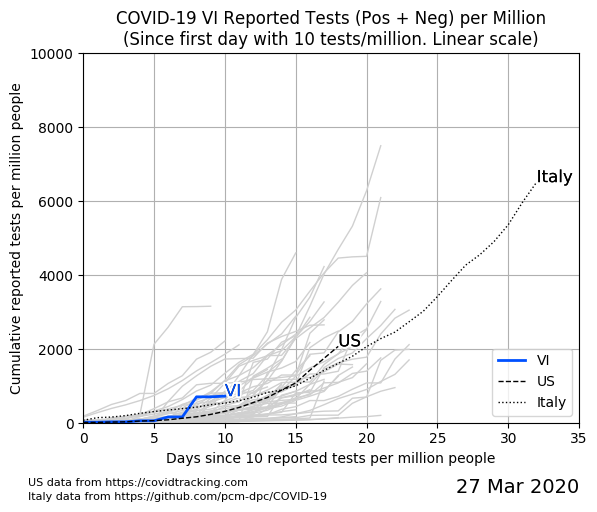 COVID-19 VI Reported Tests (Pos + Neg) per Million
(Since first day with 10 tests/million. Linear scale)
Cumulative reported tests per million people
10000
8000
6000
4000
2000
0
Italy
US
VI
VI
US
Italy
0 5 10 15 20 25 30 35
Days since 10 reported tests per million people
US data from https://covidtracking.com
Italy data from https://github.com/pcm-dpc/COVID-19
27 Mar 2020